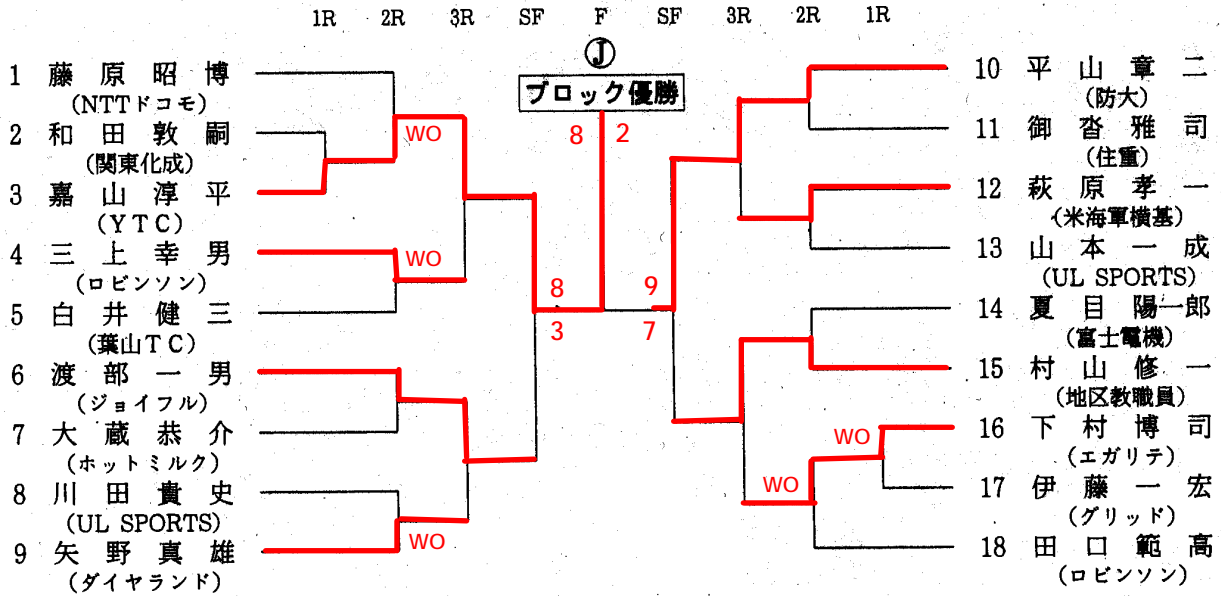 1R 2R 3R SF F SF 3R 2R 1R
Ⓙ
ブロック優勝
8 2
1 藤原昭博
(NTTドコモ)
2 和田敦嗣
(関東化成)
WO
3 嘉山淳平
(YTC)
4 三上幸男
(ロビンソン)
WO
5 白井健三
(葉山TC)
8
3
6 渡部一男
(ジョイフル)
7 大蔵恭介
(ホットミルク)
8 川田貴史
(UL SPORTS)
9 矢野真雄
(ダイヤランド)
WO
10 平山章二
(防大)
11 御沓雅司
(住重)
12 萩原孝一
(米海軍横基)
13 山本一成
(UL SPORTS)
9
7
14 夏目陽一郎
(富士電機)
15 村山修一
(地区教職員)
16 下村博司
(エガリテ)
WO
17 伊藤一宏
(グリッド)
WO
18 田口範高
(ロビンソン)